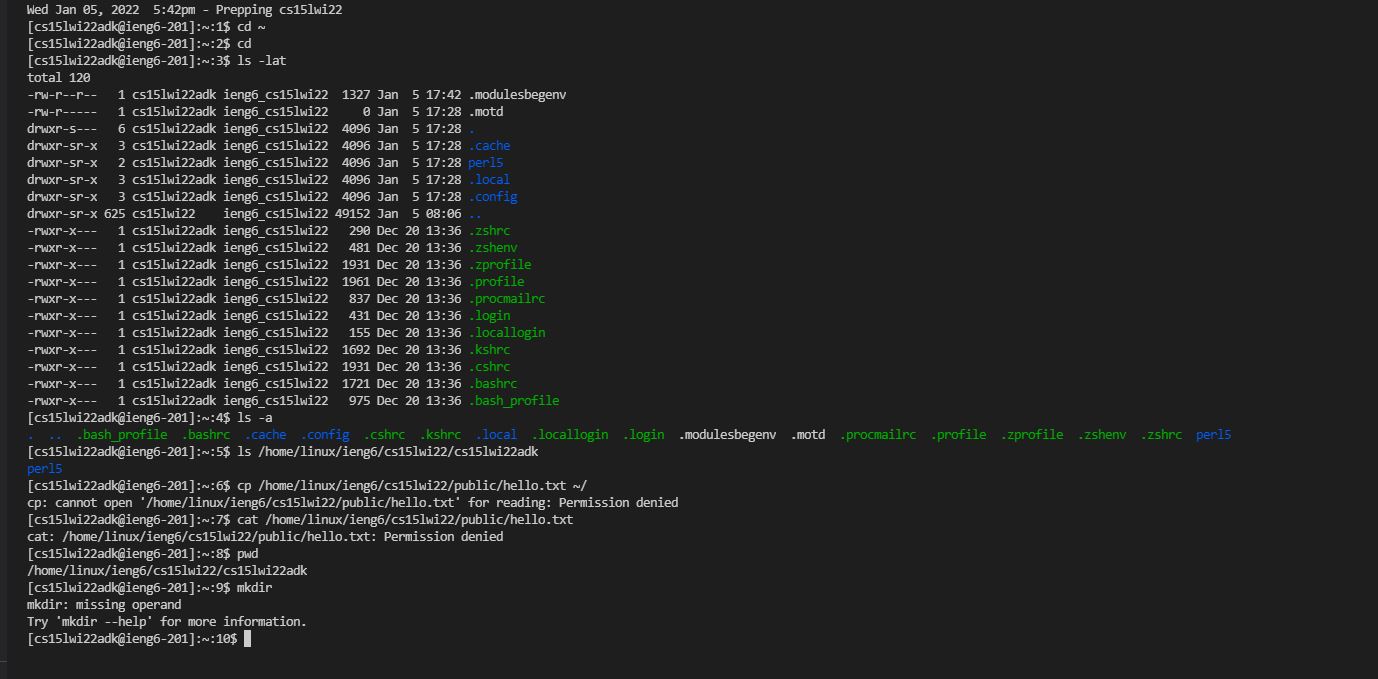 Wed Jan 05, 2022  5:42pm - Prepping cs15lwi22
[cs15lwi22adk@ieng6-201]:~:1$ cd ~
[cs15lwi22adk@ieng6-201]:~:2$ cd
[cs15lwi22adk@ieng6-201]:~:3$ ls -lat
total 120
-rw-r--r--   1 cs15lwi22adk ieng6_cs15lwi22  1327 Jan  5 17:42 .modulesbegenv
-rw-r-----   1 cs15lwi22adk ieng6_cs15lwi22     0 Jan  5 17:28 .motd
drwxr-s---   6 cs15lwi22adk ieng6_cs15lwi22  4096 Jan  5 17:28 .
drwxr-sr-x   3 cs15lwi22adk ieng6_cs15lwi22  4096 Jan  5 17:28 .cache
drwxr-sr-x   2 cs15lwi22adk ieng6_cs15lwi22  4096 Jan  5 17:28 perl5
drwxr-sr-x   3 cs15lwi22adk ieng6_cs15lwi22  4096 Jan  5 17:28 .local
drwxr-sr-x   3 cs15lwi22adk ieng6_cs15lwi22  4096 Jan  5 17:28 .config
drwxr-sr-x 625 cs15lwi22    ieng6_cs15lwi22 49152 Jan  5 08:06 ..
-rwxr-x---   1 cs15lwi22adk ieng6_cs15lwi22   290 Dec 20 13:36 .zshrc
-rwxr-x---   1 cs15lwi22adk ieng6_cs15lwi22   481 Dec 20 13:36 .zshenv
-rwxr-x---   1 cs15lwi22adk ieng6_cs15lwi22  1931 Dec 20 13:36 .zprofile
-rwxr-x---   1 cs15lwi22adk ieng6_cs15lwi22  1961 Dec 20 13:36 .profile
-rwxr-x---   1 cs15lwi22adk ieng6_cs15lwi22   837 Dec 20 13:36 .procmailrc
-rwxr-x---   1 cs15lwi22adk ieng6_cs15lwi22   431 Dec 20 13:36 .login
-rwxr-x---   1 cs15lwi22adk ieng6_cs15lwi22   155 Dec 20 13:36 .locallogin
-rwxr-x---   1 cs15lwi22adk ieng6_cs15lwi22  1692 Dec 20 13:36 .kshrc
-rwxr-x---   1 cs15lwi22adk ieng6_cs15lwi22  1931 Dec 20 13:36 .cshrc
-rwxr-x---   1 cs15lwi22adk ieng6_cs15lwi22  1721 Dec 20 13:36 .bashrc
-rwxr-x---   1 cs15lwi22adk ieng6_cs15lwi22   975 Dec 20 13:36 .bash_profile
[cs15lwi22adk@ieng6-201]:~:4$ ls -a
.  ..  .bash_profile  .bashrc  .cache  .config  .cshrc  .kshrc  .local  .locallogin  .login  .modulesbegenv  .motd  .procmailrc  .profile  .zprofile  .zshenv  .zshrc  perl5
[cs15lwi22adk@ieng6-201]:~:5$ ls /home/linux/ieng6/cs15lwi22/cs15lwi22adk
perl5
[cs15lwi22adk@ieng6-201]:~:6$ cp /home/linux/ieng6/cs15lwi22/public/hello.txt ~/
cp: cannot open '/home/linux/ieng6/cs15lwi22/public/hello.txt' for reading: Permission denied
[cs15lwi22adk@ieng6-201]:~:7$ cat /home/linux/ieng6/cs15lwi22/public/hello.txt
cat: /home/linux/ieng6/cs15lwi22/public/hello.txt: Permission denied
[cs15lwi22adk@ieng6-201]:~:8$ pwd
/home/linux/ieng6/cs15lwi22/cs15lwi22adk
[cs15lwi22adk@ieng6-201]:~:9$ mkdir
mkdir: missing operand
Try 'mkdir --help' for more information.
[cs15lwi22adk@ieng6-201]:~:10$